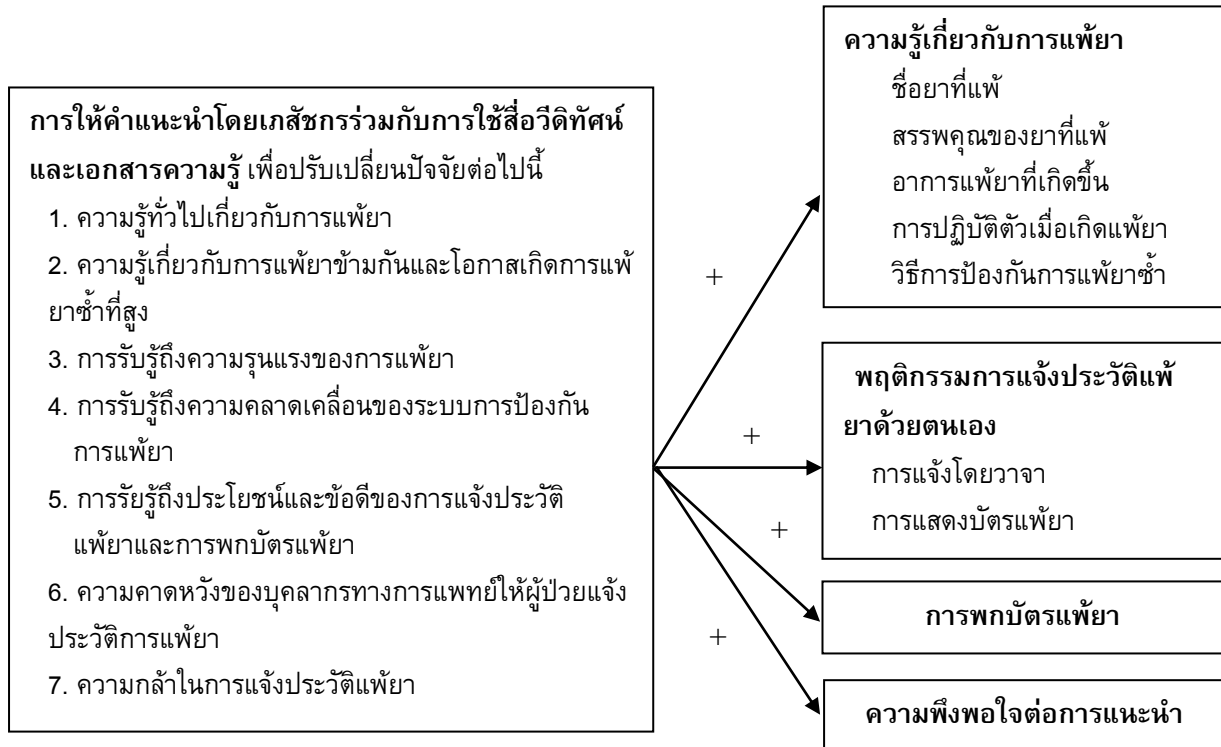 การให้คำแนะนำโดยเภสัชกรร่วมกับการใช้สื่อวีดิทัศน์
และเอกสารความรู้ เพื่อปรับเปลี่ยนปัจจัยต่อไปนี้
1. ความรู้ทั่วไปเกี่ยวกับการแพ้ยา
2. ความรู้เกี่ยวกับการแพ้ยาข้ามกันและโอกาสเกิดการแพ้
ยาซ้ำที่สูง
3. การรับรู้ถึงความรุนแรงของการแพ้ยา
4. การรับรู้ถึงความคลาดเคลื่อนของระบบการป้องกัน
การแพ้ยา
5. การรัยรู้ถึงประโยชน์และข้อดีของการแจ้งประวัติ
แพ้ยาและการพกบัตรแพ้ยา
6. ความคาดหวังของบุคลากรทางการแพทย์ให้ผู้ป่วยแจ้ง
ประวัติการแพ้ยา
7. ความกล้าในการแจ้งประวัติแพ้ยา
+
+
+
+
ความรู้เกี่ยวกับการแพ้ยา
ชื่อยาที่แพ้
สรรพคุณของยาที่แพ้
อาการแพ้ยาที่เกิดขึ้น
การปฏิบัติตัวเมื่อเกิดแพ้ยา
วิธีการป้องกันการแพ้ยาซ้ำ
พฤติกรรมการแจ้งประวัติแพ้
ยาด้วยตนเอง
การแจ้งโดยวาจา
การแสดงบัตรแพ้ยา
การพกบัตรแพ้ยา
ความพึงพอใจต่อการแนะนำ